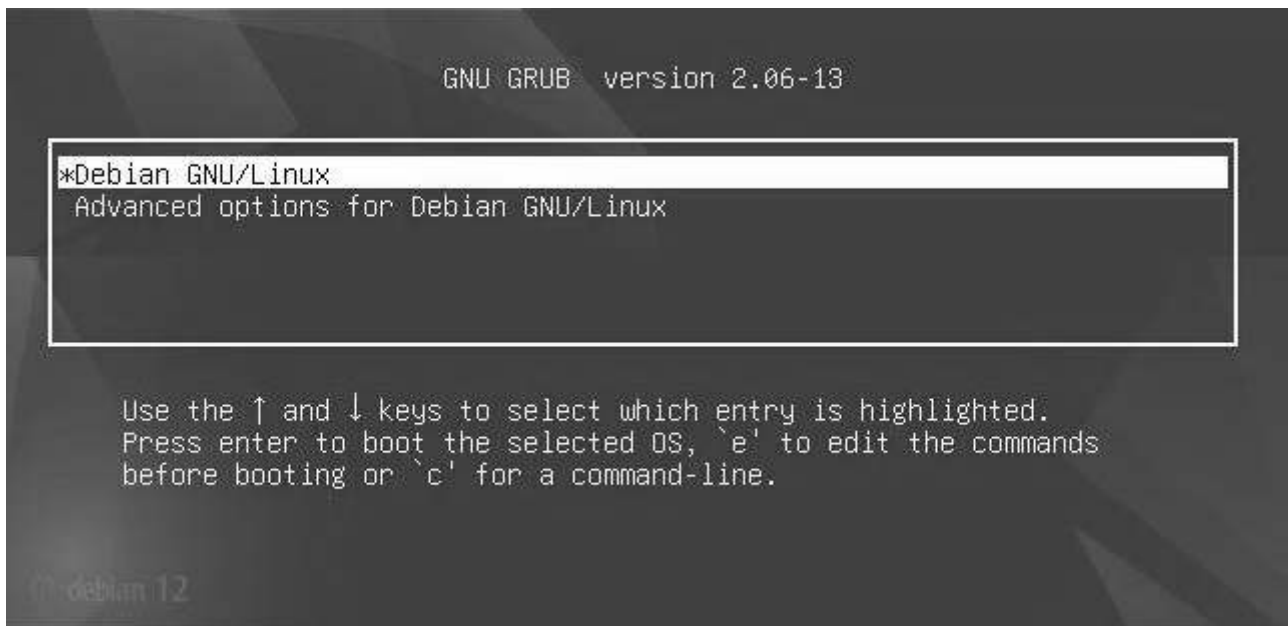 GNU GRUB version 2.06-13
*Debian GNU/Linux
Advanced options for Debian GNU/Linux
Use the ↑ and ↓ keys to select which entry is highlighted.
Press enter to boot the selected OS, `e' to edit the commands
before booting or `c' for a command-line.
debian 12